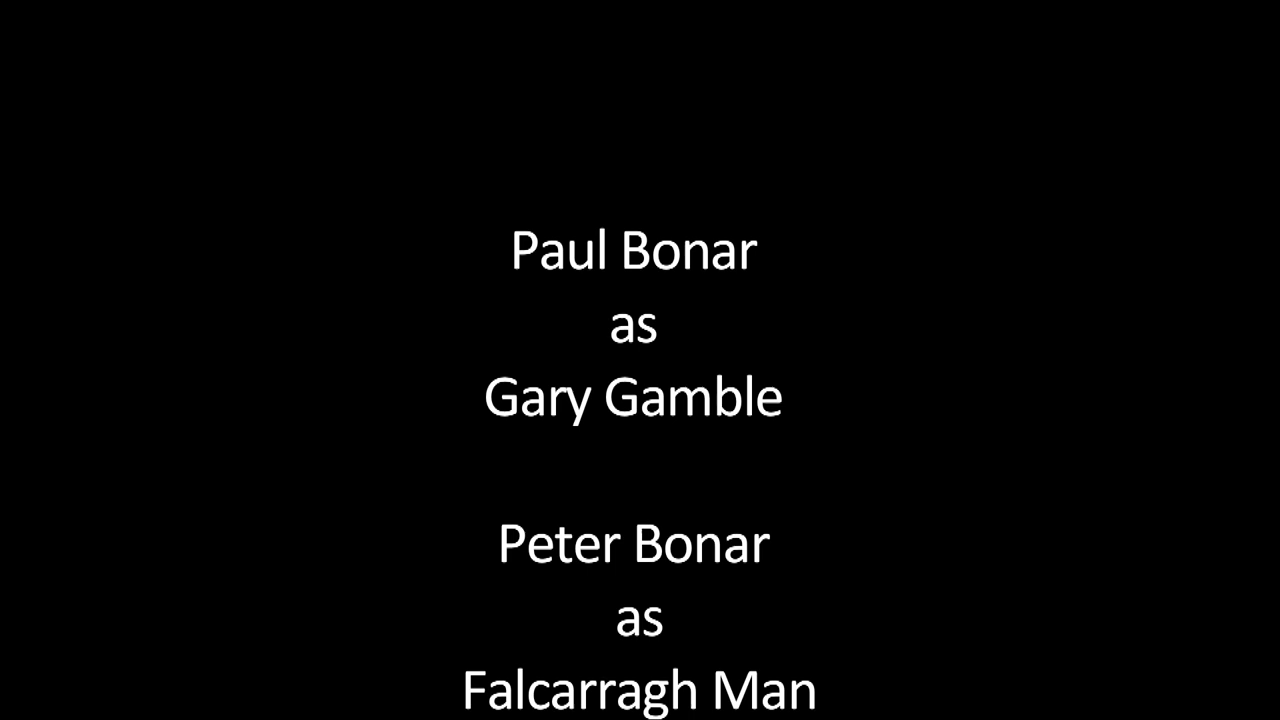 Paul Bonar
as
Gary Gamble
Peter Bonar
as
Falcarragh Man